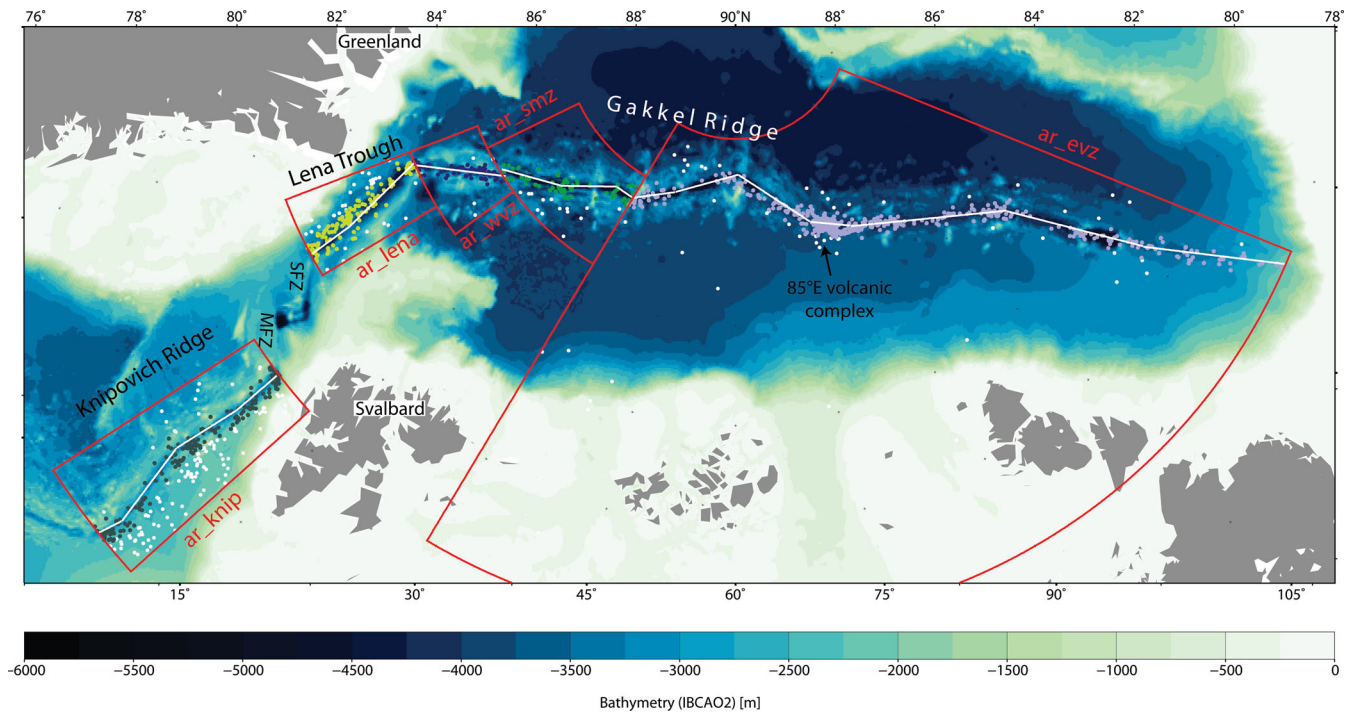 76° 78° 80° 82° 84° 86° 88° 90°N 88° 86° 84° 82° 80° 78°
Greenland
Gakkel Ridge
ar_smz
ar_evz
Lena Trough
ar_wvz
ar_lena
SFZ
85°E volcanic
complex
MFZ
Knipovich Ridge
Svalbard
ar_knip
15° 30° 45° 60° 75° 90° 105°
-6000 -5500 -5000 -4500 -4000 -3500 -3000 -2500 -2000 -1500 -1000 -500 0
Bathymetry (IBCAO2) [m]